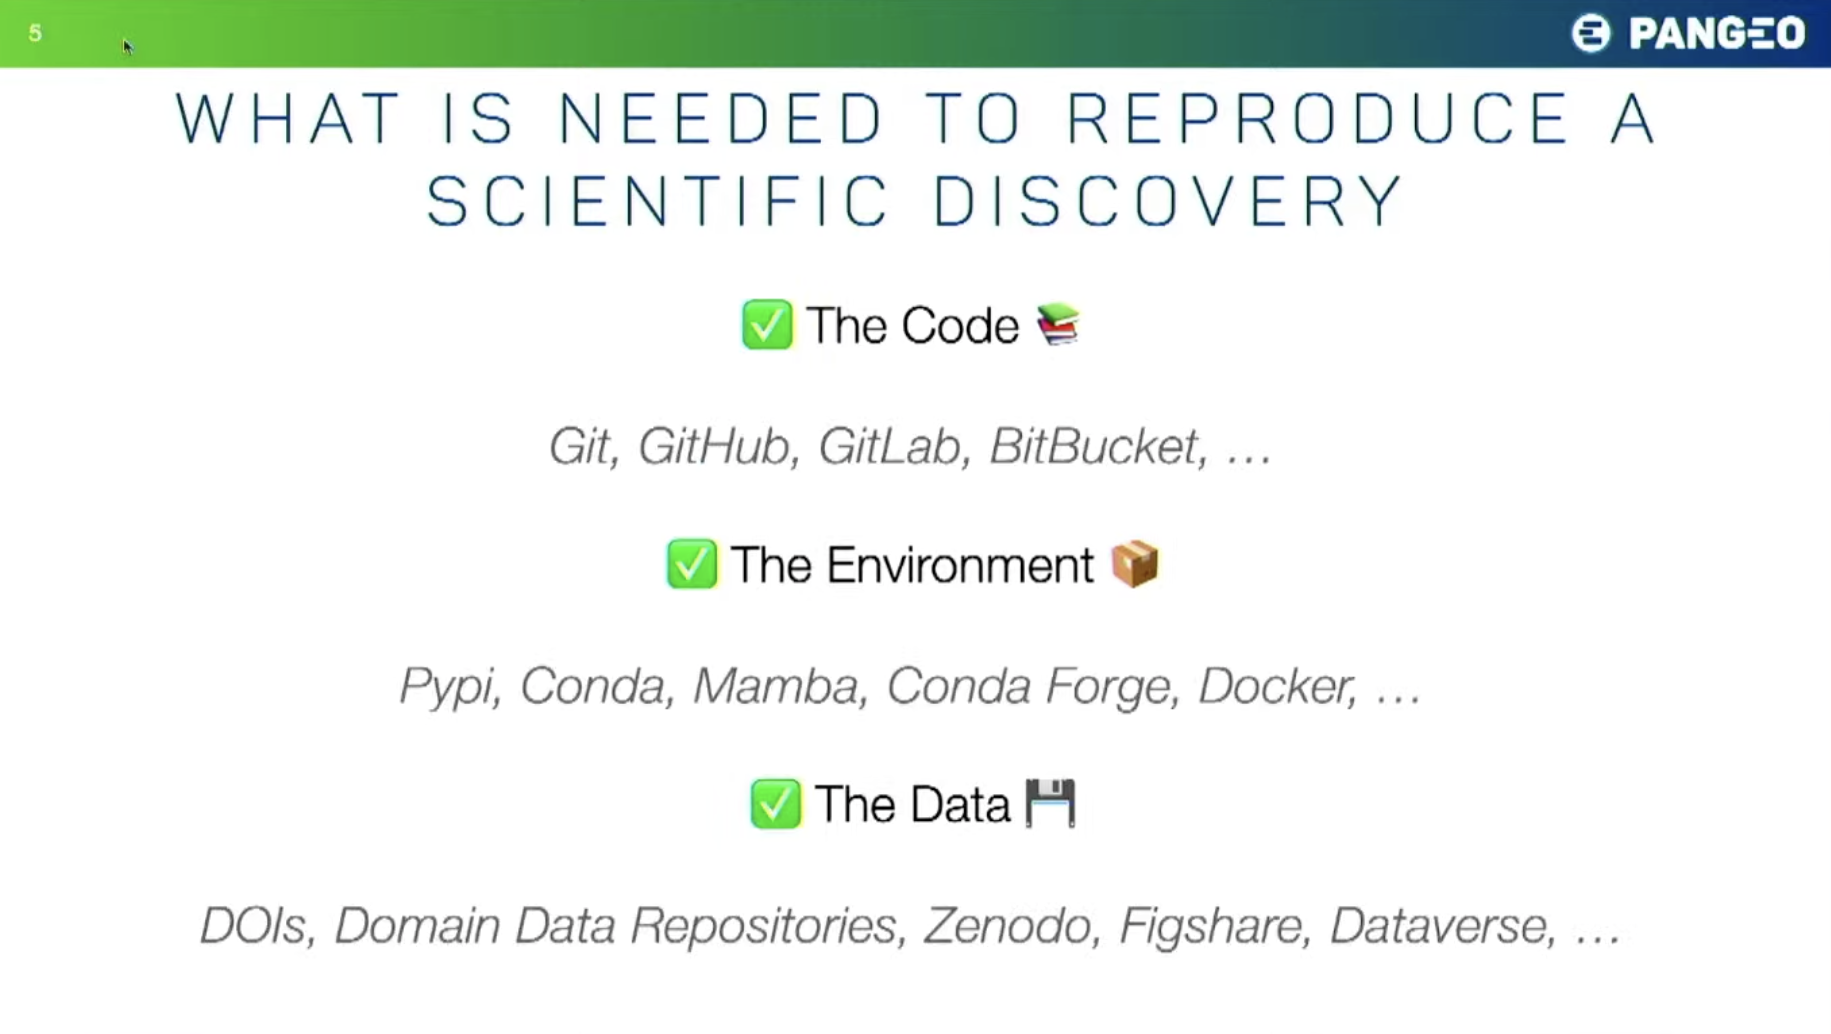 5
PANGEO
WHAT IS NEEDED TO REPRODUCE A
SCIENTIFIC DISCOVERY
✅ The Code 📚
Git, GitHub, GitLab, BitBucket, …
✅ The Environment 📦
Pypi, Conda, Mamba, Conda Forge, Docker, …
✅ The Data 💾
DOIs, Domain Data Repositories, Zenodo, Figshare, Dataverse, …